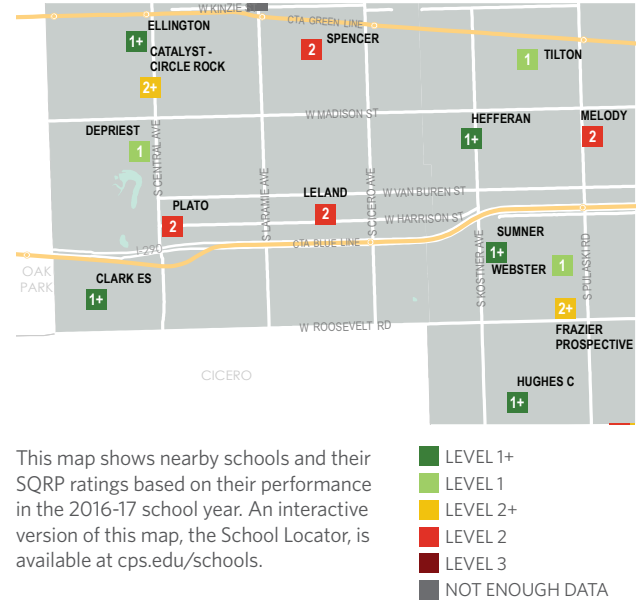 W KINZIE S
ELLINGTON
1+
CTA GREEN LINE
SPENCER
2
CATALYST -
CIRCLE ROCK
2+
TILTON
1
W MADISON ST
DEPRIEST
1
HEFFERAN
1+
MELODY
2
S CENTRAL AVE
S LARAMIE AVE
S CICERO AVE
W VAN BUREN ST
LELAND
2
PLATO
2
W HARRISON ST
I-290
CTA BLUE LINE
S KOSTNER AVE
SUMNER
1+
WEBSTER
1
S PULASKI RD
OAK
PARK
CLARK ES
1+
2+
FRAZIER
PROSPECTIVE
W ROOSEVELT RD
CICERO
HUGHES C
1+
This map shows nearby schools and their
SQRP ratings based on their performance
in the 2016-17 school year. An interactive
version of this map, the School Locator, is
available at cps.edu/schools.
LEVEL 1+
LEVEL 1
LEVEL 2+
LEVEL 2
LEVEL 3
NOT ENOUGH DATA